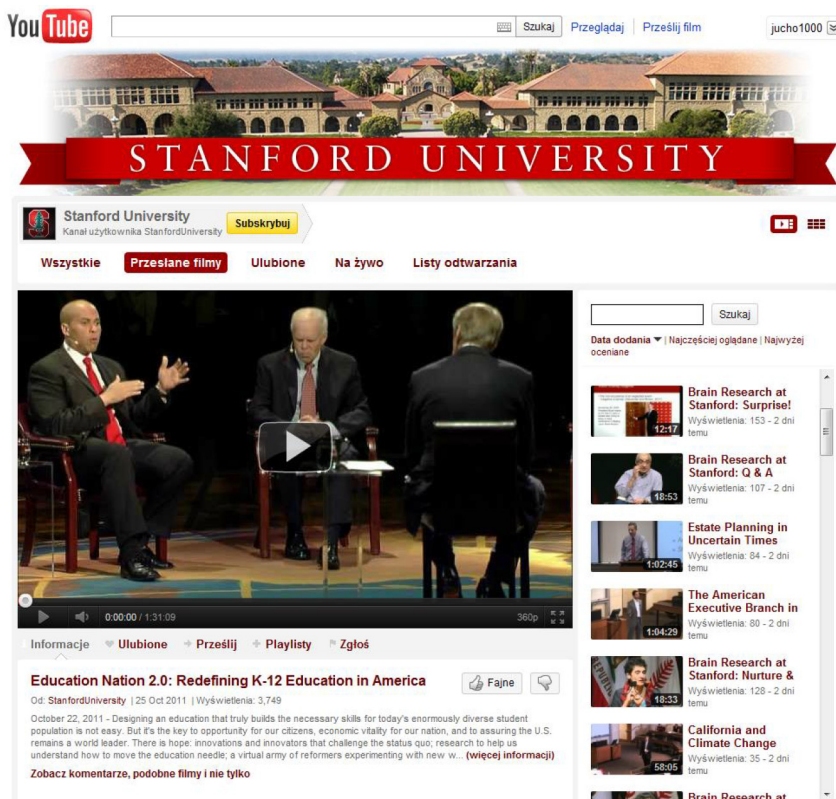 You Tube
Szukaj
Przeglądaj
Prześlij film
jucho1000
STANFORD UNIVERSITY
Stanford University
Kanał użytkownika StanfordUniversity
Subskrybuj
Wszystkie
Przesłane filmy
Ulubione
Na żywo
Listy odtwarzania
0:00:00 / 1:31:09
360p
Informacje
Ulubione
Prześlij
Playlisty
Zgłoś
Education Nation 2.0: Redefining K-12 Education in America
Fajne
Od: StanfordUniversity | 25 Oct 2011 | Wyświetlenia: 3,749
October 22, 2011 - Designing an education that truly builds the necessary skills for today's enormously diverse student
population is not easy. But it's the key to opportunity for our citizens, economic vitality for our nation, and to assuring the U.S.
remains a world leader. There is hope: innovations and innovators that challenge the status quo; research to help us
understand how to move the education needle; a virtual army of reformers experimenting with new w... (więcej informacji)
Zobacz komentarze, podobne filmy i nie tylko
Szukaj
Data dodania | Najczęściej oglądane | Najwyżej
oceniane
12:17
Brain Research at
Stanford: Surprise!
Wyświetlenia: 153 - 2 dni
temu
18:53
Brain Research at
Stanford: Q & A
Wyświetlenia: 107 - 2 dni
temu
1:02:45
Estate Planning in
Uncertain Times
Wyświetlenia: 84 - 2 dni
temu
1:04:29
The American
Executive Branch in
Wyświetlenia: 80 - 2 dni
temu
18:33
Brain Research at
Stanford: Nurture &
Wyświetlenia: 128 - 2 dni
temu
58:05
California and
Climate Change
Wyświetlenia: 35 - 2 dni
temu
Brain Research at